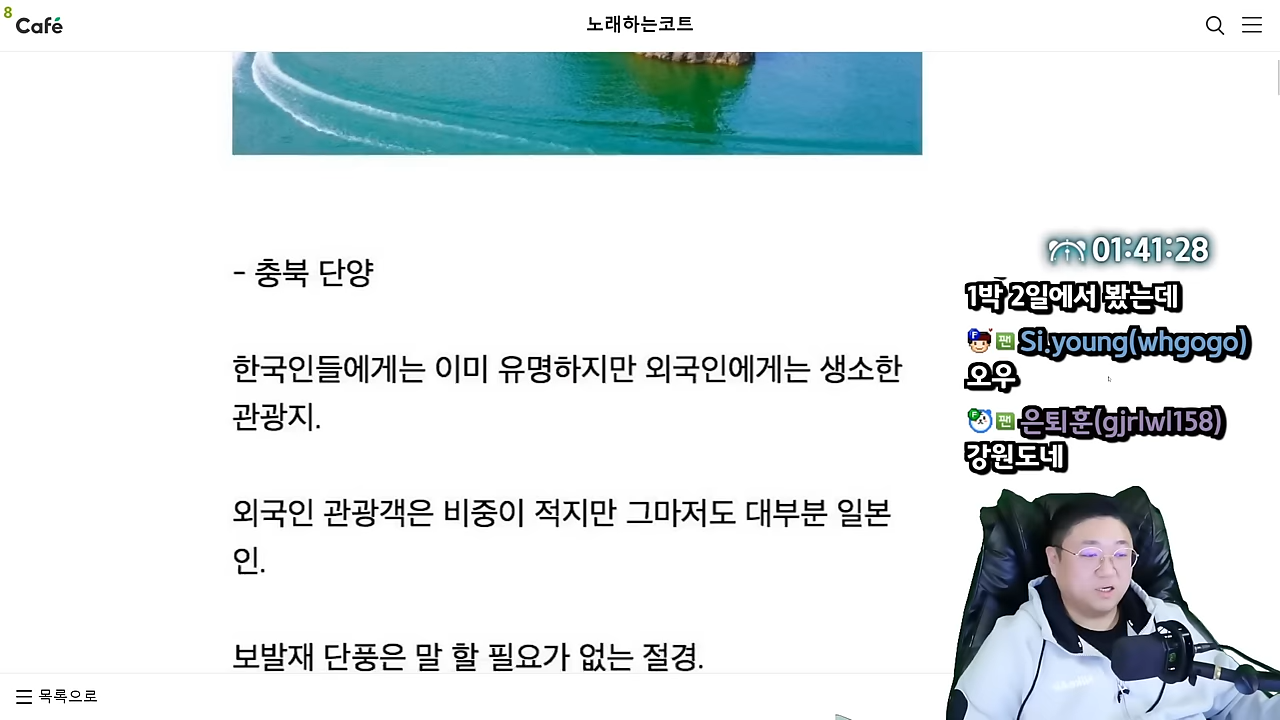 8
Café
노래하는코트
- 충북 단양
한국인들에게는 이미 유명하지만 외국인에게는 생소한
관광지.
외국인 관광객은 비중이 적지만 그마저도 대부분 일본
인.
보발재 단풍은 말 할 필요가 없는 절경.
목록으로
01:41:28
1박 2일에서 봤는데
F 팬 Si.young(whgogo)
오우
F 팬 은퇴훈(gjrlwl158)
강원도네